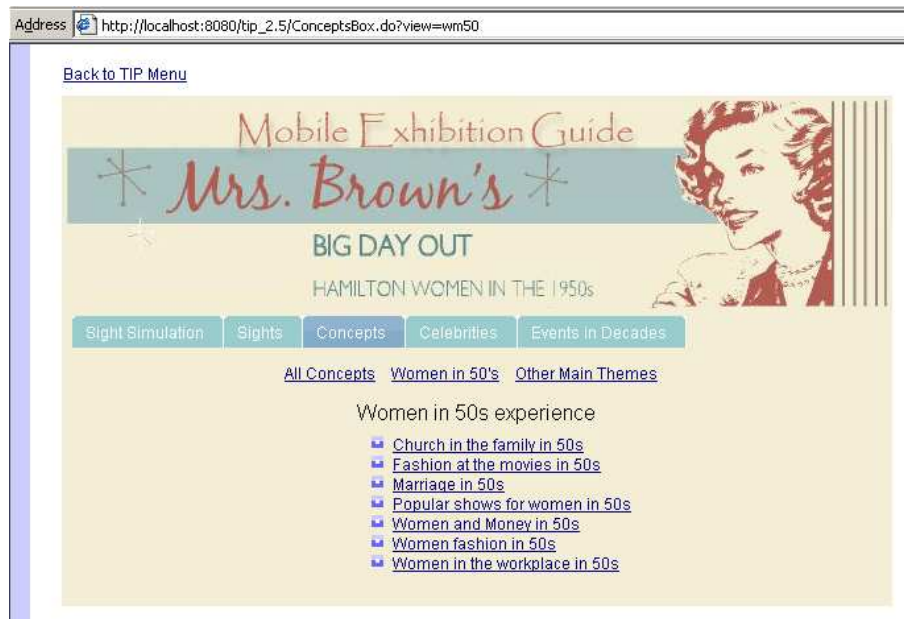 Address http://localhost:8080/tip_2.5/ConceptsBox.do?view=wm50
Back to TIP Menu
Mobile Exhibition Guide
Mrs. Brown's
BIG DAY OUT
HAMILTON WOMEN IN THE 1950s
Sight Simulation Sights Concepts Celebrities Events in Decades
All Concepts Women in 50's Other Main Themes
Women in 50s experience
Church in the family in 50s
Fashion at the movies in 50s
Marriage in 50s
Popular shows for women in 50s
Women and Money in 50s
Women fashion in 50s
Women in the workplace in 50s